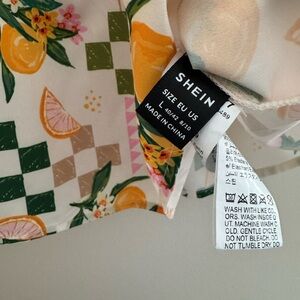 SHEIN
SIZE EU US
L 40/42 8/10
MADE IN CHINA
WASH WITH LIKE CO
ORS. WASH INSIDE O
UT. MACHINE WASH C
OLD. GENTLE CYCLE
DO NOT BLEACH. DO
NOT TUMBLE DRY. DO